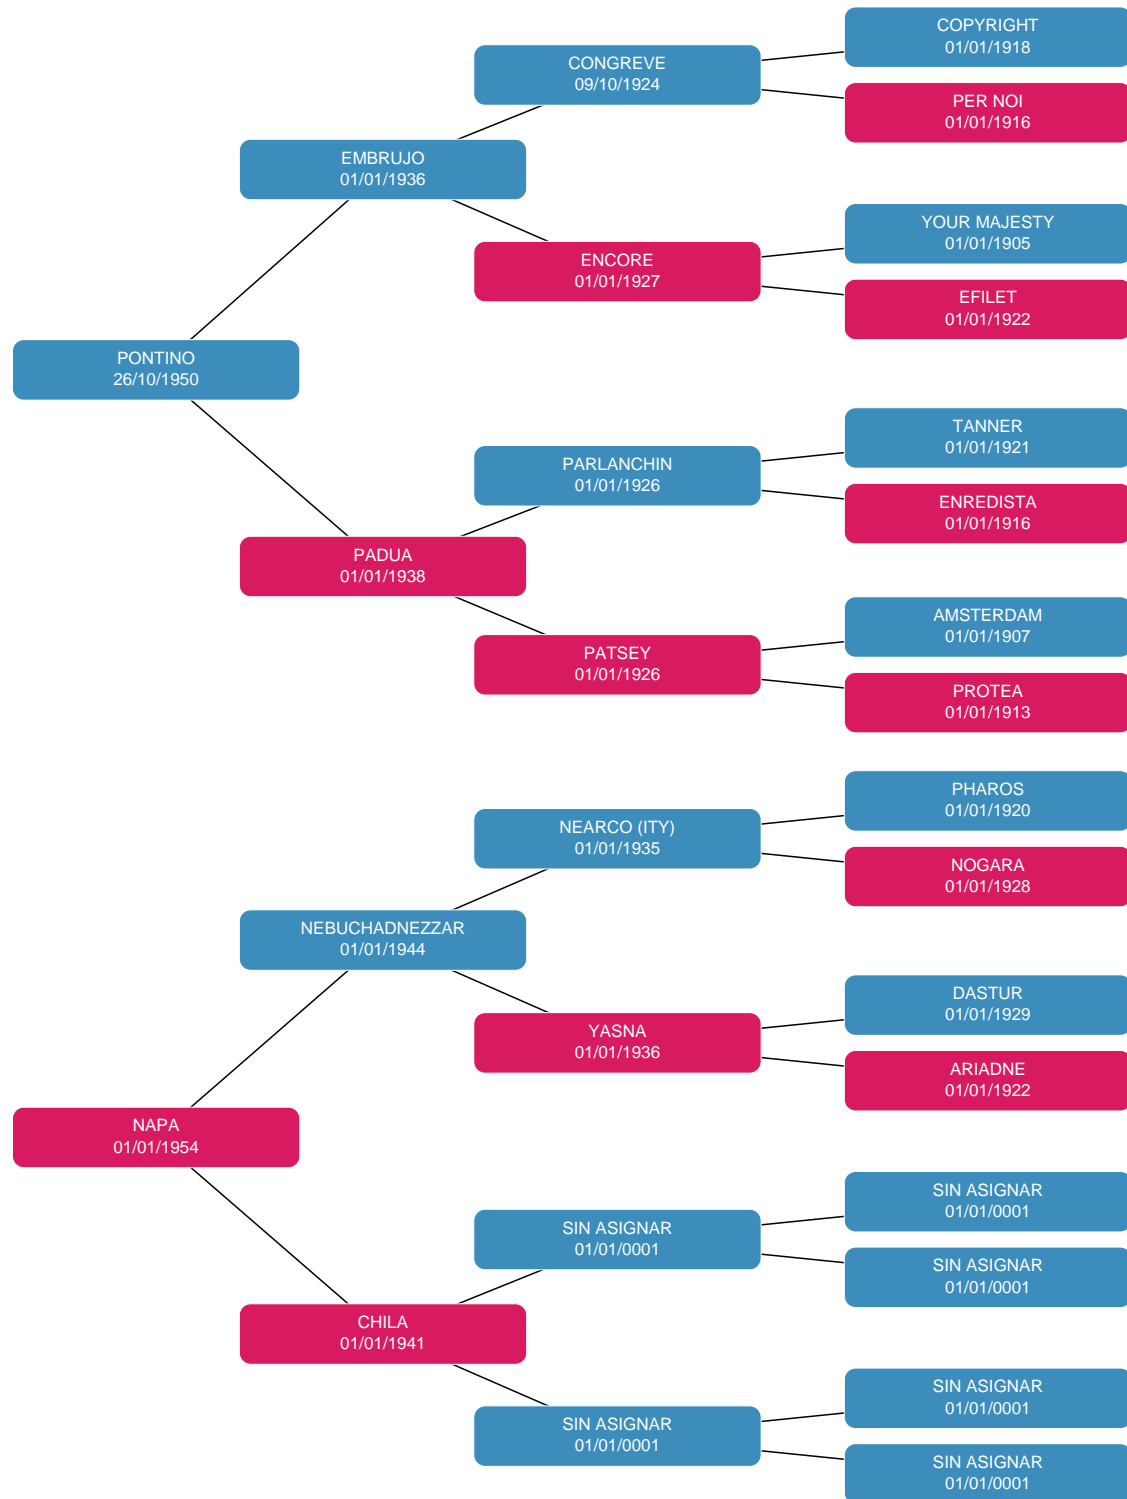 COPYRIGHT
01/01/1918
CONGREVE
09/10/1924
PER NOI
01/01/1916
EMBRUJO
01/01/1936
YOUR MAJESTY
01/01/1905
ENCORE
01/01/1927
EFILET
01/01/1922
PONTINO
26/10/1950
TANNER
01/01/1921
PARLANCHIN
01/01/1926
ENREDISTA
01/01/1916
PADUA
01/01/1938
AMSTERDAM
01/01/1907
PATSEY
01/01/1926
PROTEA
01/01/1913
PHAROS
01/01/1920
NEARCO (ITY)
01/01/1935
NOGARA
01/01/1928
NEBUCHADNEZZAR
01/01/1944
DASTUR
01/01/1929
YASNA
01/01/1936
ARIADNE
01/01/1922
NAPA
01/01/1954
SIN ASIGNAR
01/01/0001
SIN ASIGNAR
01/01/0001
SIN ASIGNAR
01/01/0001
CHILA
01/01/1941
SIN ASIGNAR
01/01/0001
SIN ASIGNAR
01/01/0001
SIN ASIGNAR
01/01/0001